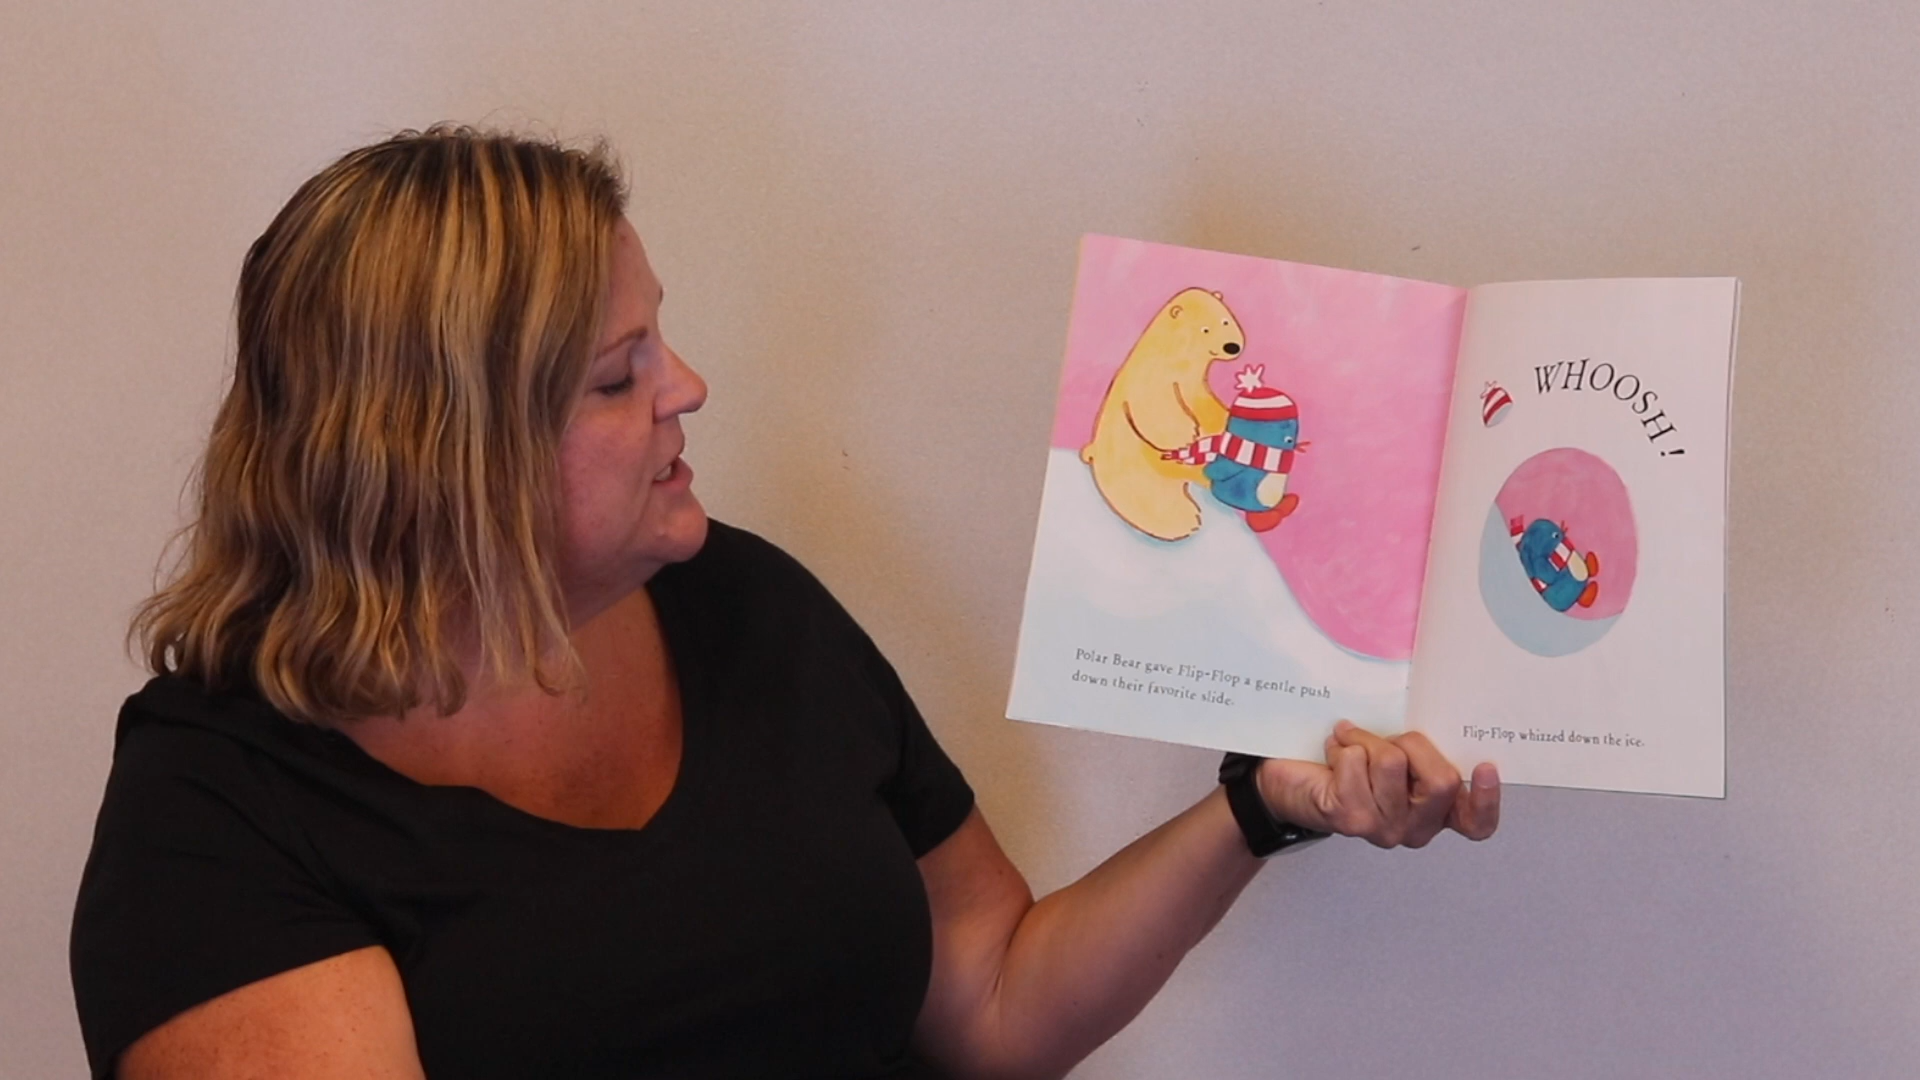 Polar Bear gave Flip-Flop a gentle push
down their favorite slide.
WHOOSH!
Flip-Flop whizzed down the ice.